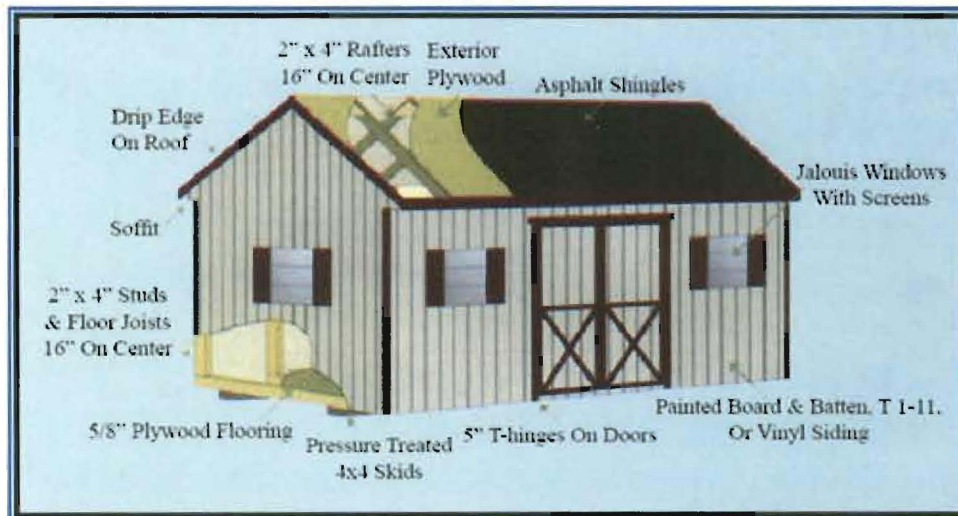 2” x 4” Rafters
16” On Center
Exterior
Plywood
Asphalt Shingles
Drip Edge
On Roof
Jalouis Windows
With Screens
Soffit
2” x 4” Studs
& Floor Joists
16” On Center
5/8” Plywood Flooring
Pressure Treated
4x4 Skids
5” T-hinges On Doors
Painted Board & Batten, T 1-11,
Or Vinyl Siding